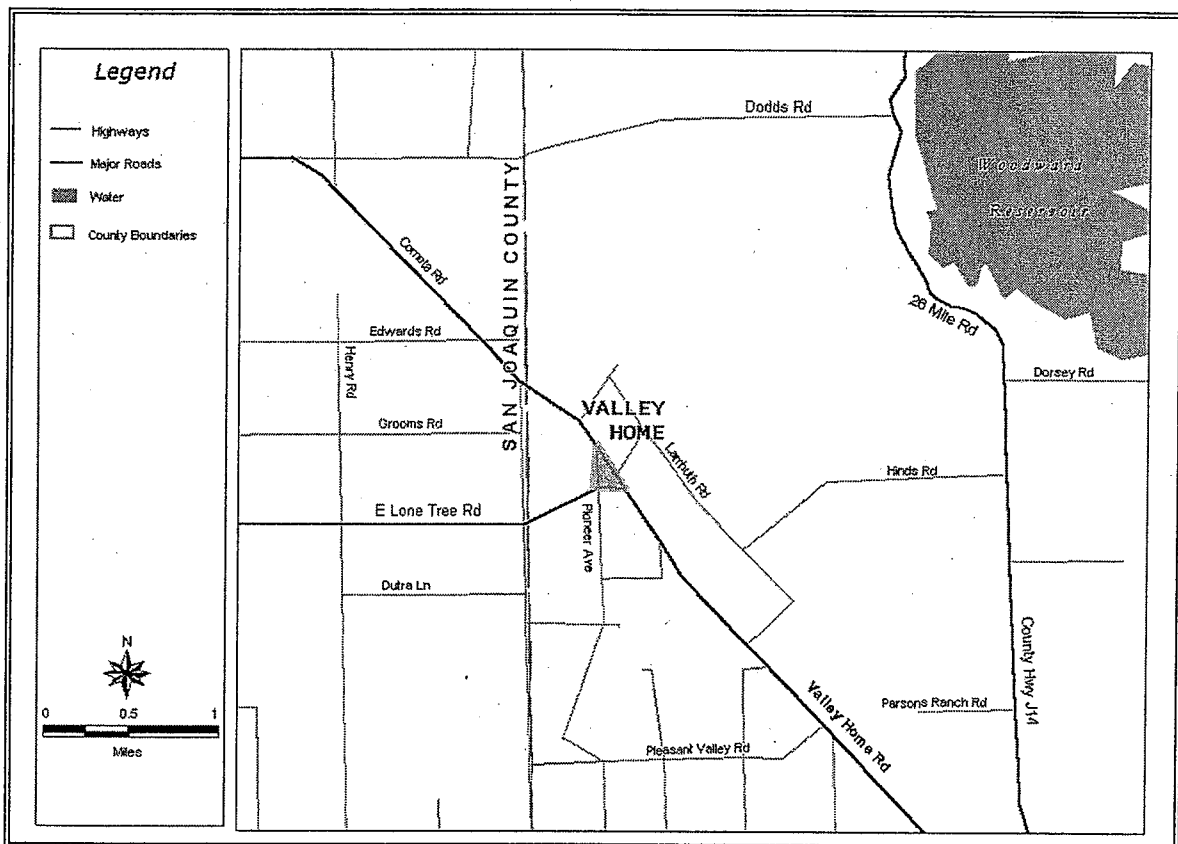 Legend
Highways
Major Roads
Water
County Boundaries
N
0 0.5 1
Miles
Dodds Rd
Woodward
Reservoir
SAN JOAQUIN COUNTY
Cometa Rd
26 Mile Rd
Edwards Rd
Henry Rd
Dorsey Rd
VALLEY
HOME
Grooms Rd
Lambuth Rd
Hinds Rd
E Lone Tree Rd
Pioneer Ave
Dutra Ln
County Hwy J14
Valley Home Rd
Parsons Ranch Rd
Pleasant Valley Rd